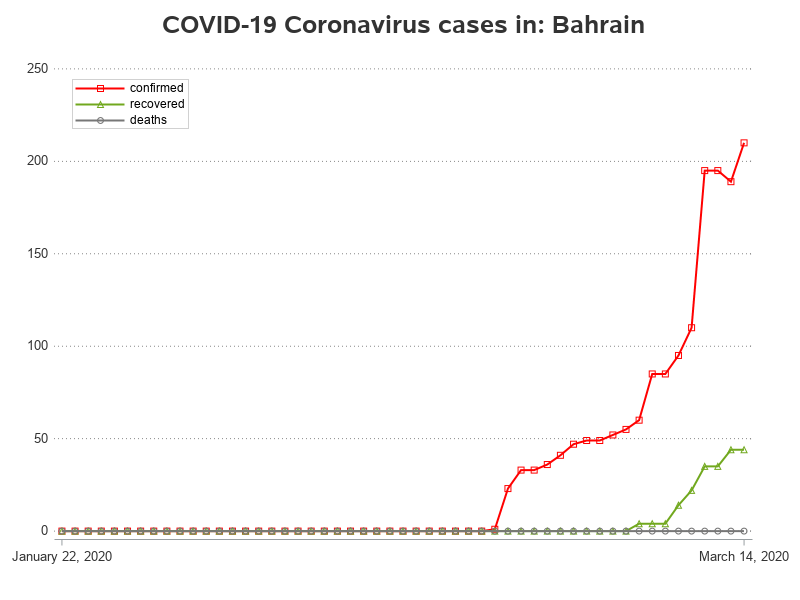 COVID-19 Coronavirus cases in: Bahrain
250
confirmed
recovered
deaths
200
150
100
50
0
January 22, 2020
March 14, 2020